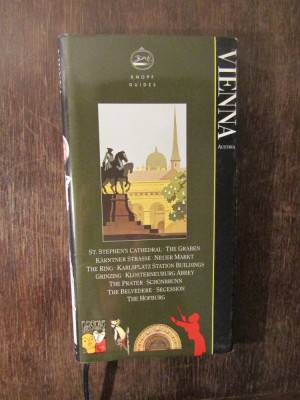 KNOPF
GUIDES
VIENNA
AUSTRIA
ST. STEPHEN'S CATHEDRAL · THE GRABEN
KÄRNTNER STRASSE · NEUER MARKT
THE RING · KARLSPLATZ STATION BUILDINGS
GRINZING · KLOSTERNEUBURG ABBEY
THE PRATER · SCHÖNBRUNN
THE BELVEDERE · SECESSION
THE HOFBURG